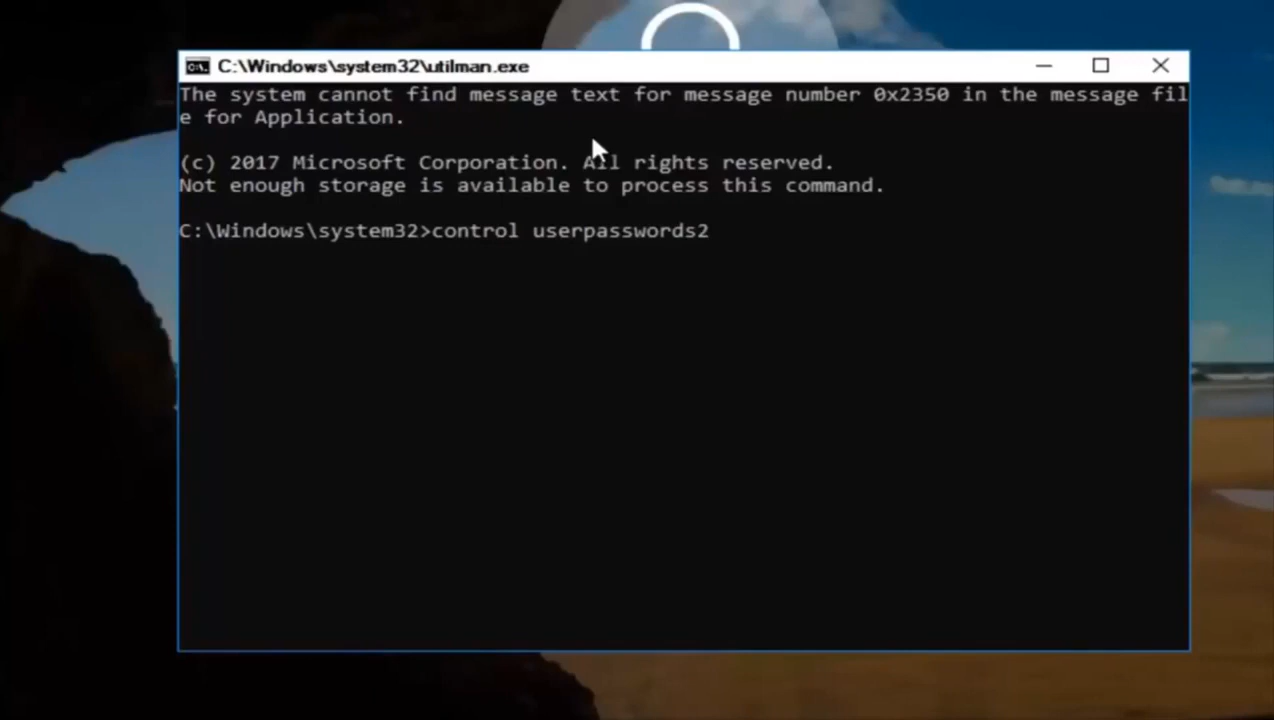 C:\Windows\system32\utilman.exe
The system cannot find message text for message number 0x2350 in the message fil
e for Application.
(c) 2017 Microsoft Corporation. All rights reserved.
Not enough storage is available to process this command.
C:\Windows\system32>control userpasswords2